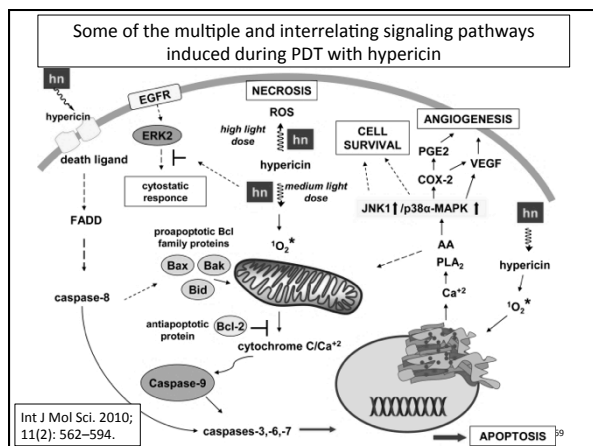 Some of the multiple and interrelating signaling pathways
induced during PDT with hypericin
hn
hypericin
EGFR
ERK2
cytostatic
responce
death ligand
FADD
caspase-8
NECROSIS
ROS
high light
dose
hn
hypericin
hn
medium light
dose
¹O₂*
CELL
SURVIVAL
ANGIOGENESIS
PGE2
COX-2
VEGF
JNK1⬆/p38α-MAPK⬆
AA
PLA₂
Ca⁺²
hn
hypericin
¹O₂*
proapoptotic Bcl
family proteins
Bax
Bak
Bid
antiapoptotic
protein
Bcl-2
cytochrome C/Ca⁺²
Caspase-9
caspases-3,-6,-7
APOPTOSIS
Int J Mol Sci. 2010;
11(2): 562–594.